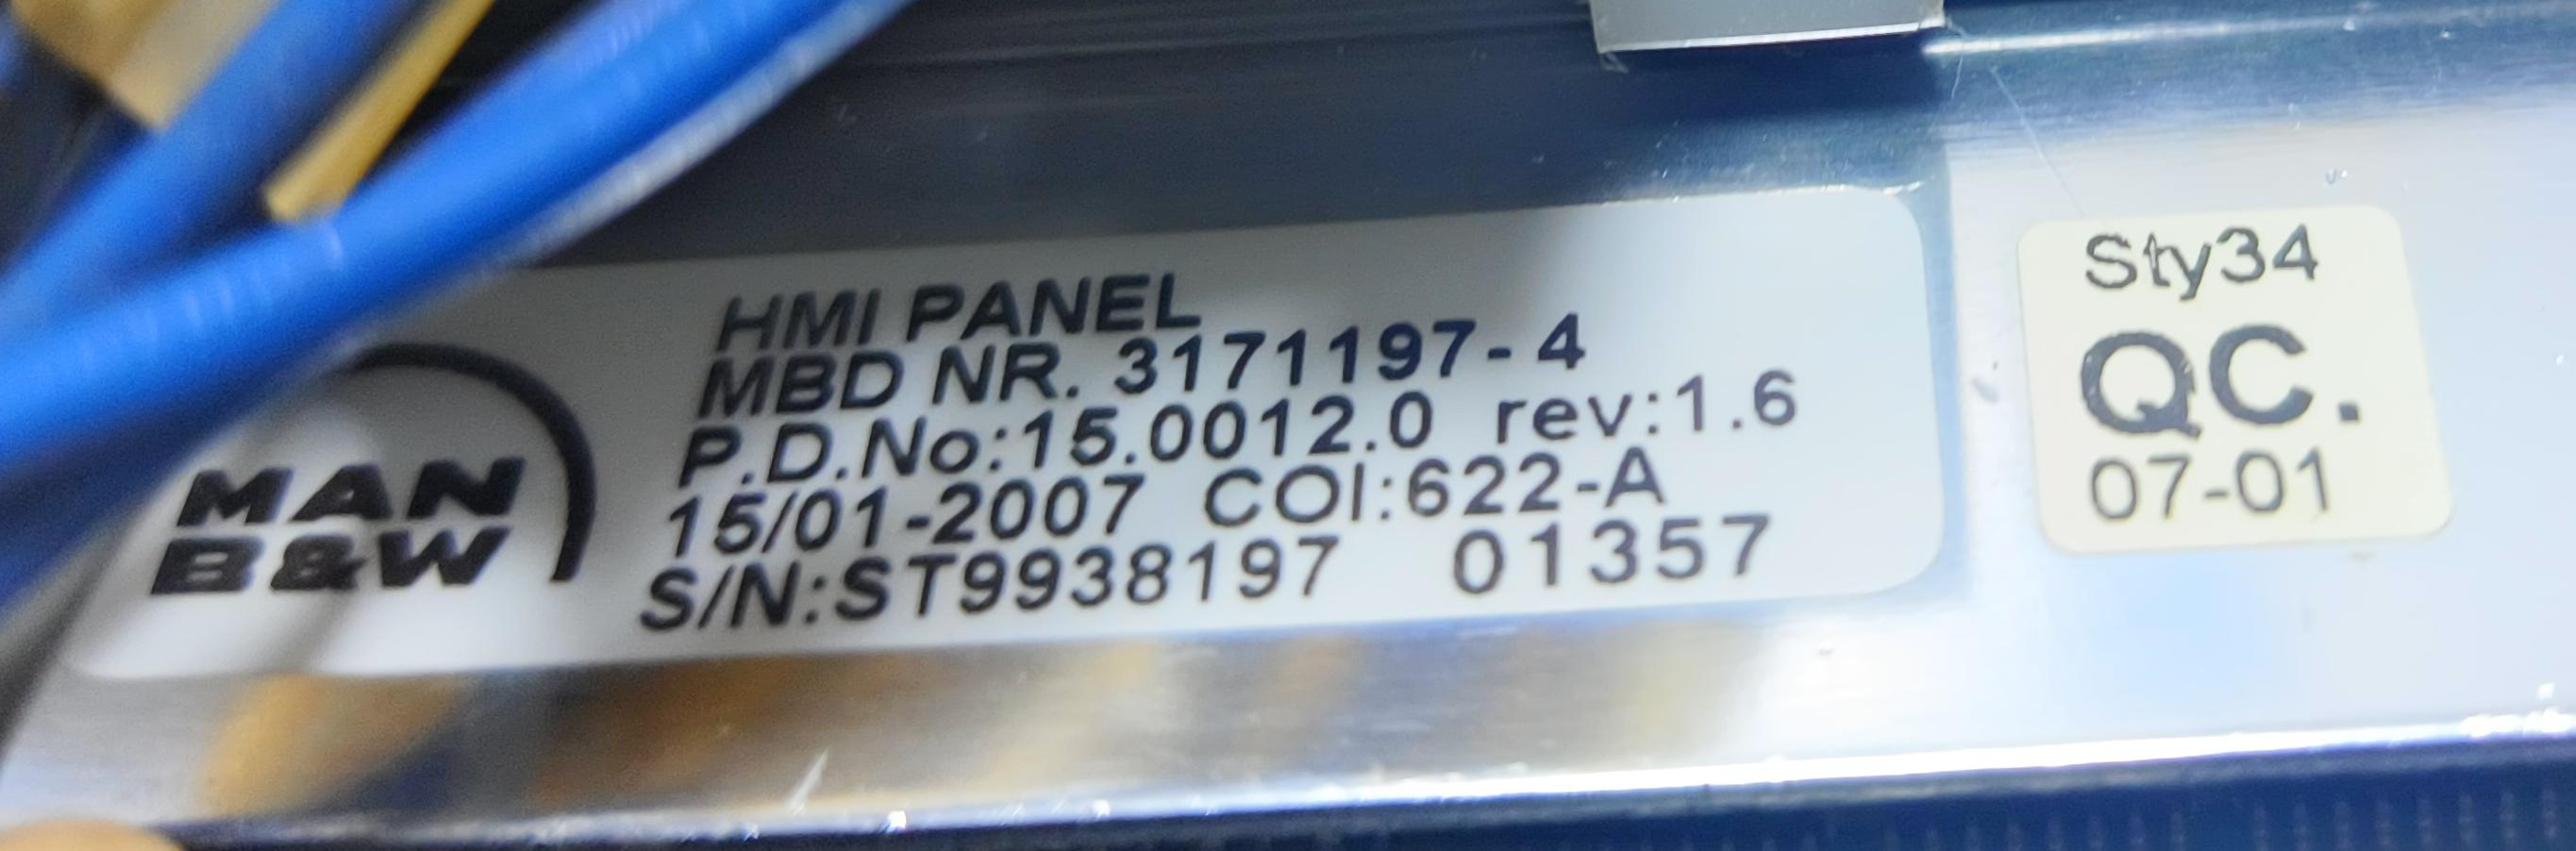 MAN
B&W
HMI PANEL
MBD NR. 3171197-4
P.D.No:15.0012.0 rev:1.6
15/01-2007 COI:622-A
S/N:ST9938197 01357
Sty34
QC.
07-01